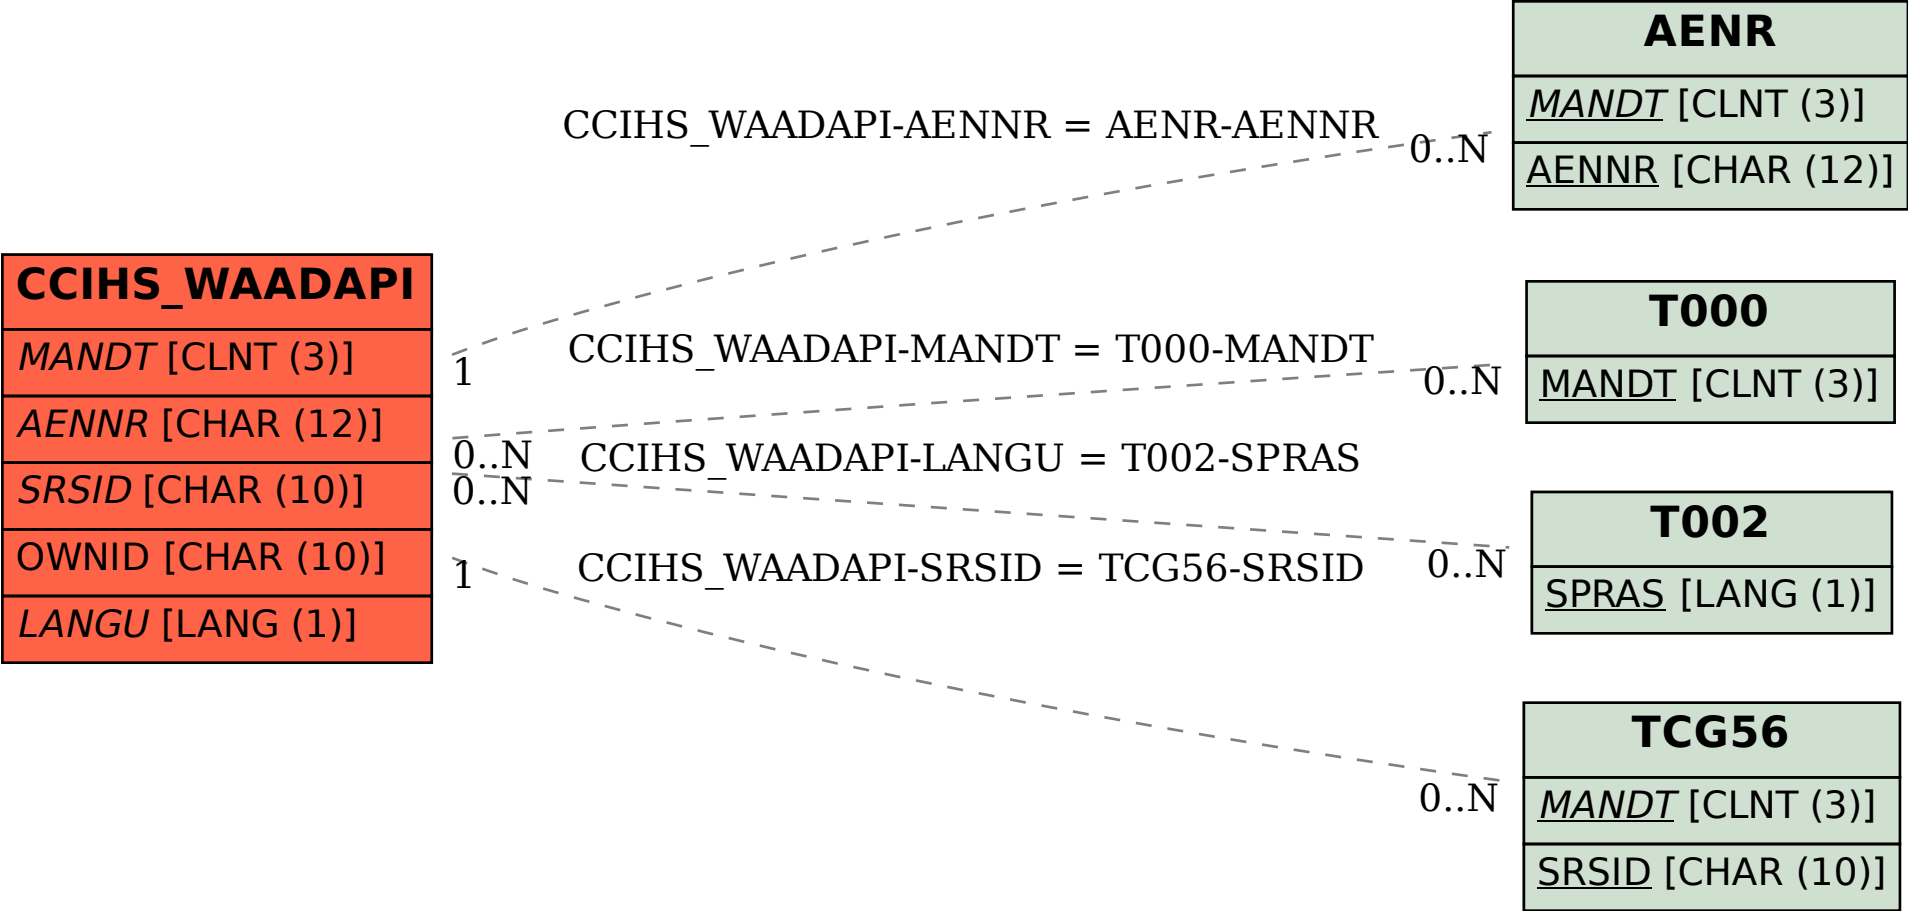 CCIHS_WAADAPI
MANDT [CLNT (3)]
AENNR [CHAR (12)]
SRSID [CHAR (10)]
OWNID [CHAR (10)]
LANGU [LANG (1)]
CCIHS_WAADAPI-AENNR = AENR-AENNR
0..N
1
CCIHS_WAADAPI-MANDT = T000-MANDT
0..N
0..N
CCIHS_WAADAPI-LANGU = T002-SPRAS
0..N
0..N
CCIHS_WAADAPI-SRSID = TCG56-SRSID
1
0..N
AENR
MANDT [CLNT (3)]
AENNR [CHAR (12)]
T000
MANDT [CLNT (3)]
T002
SPRAS [LANG (1)]
TCG56
MANDT [CLNT (3)]
SRSID [CHAR (10)]